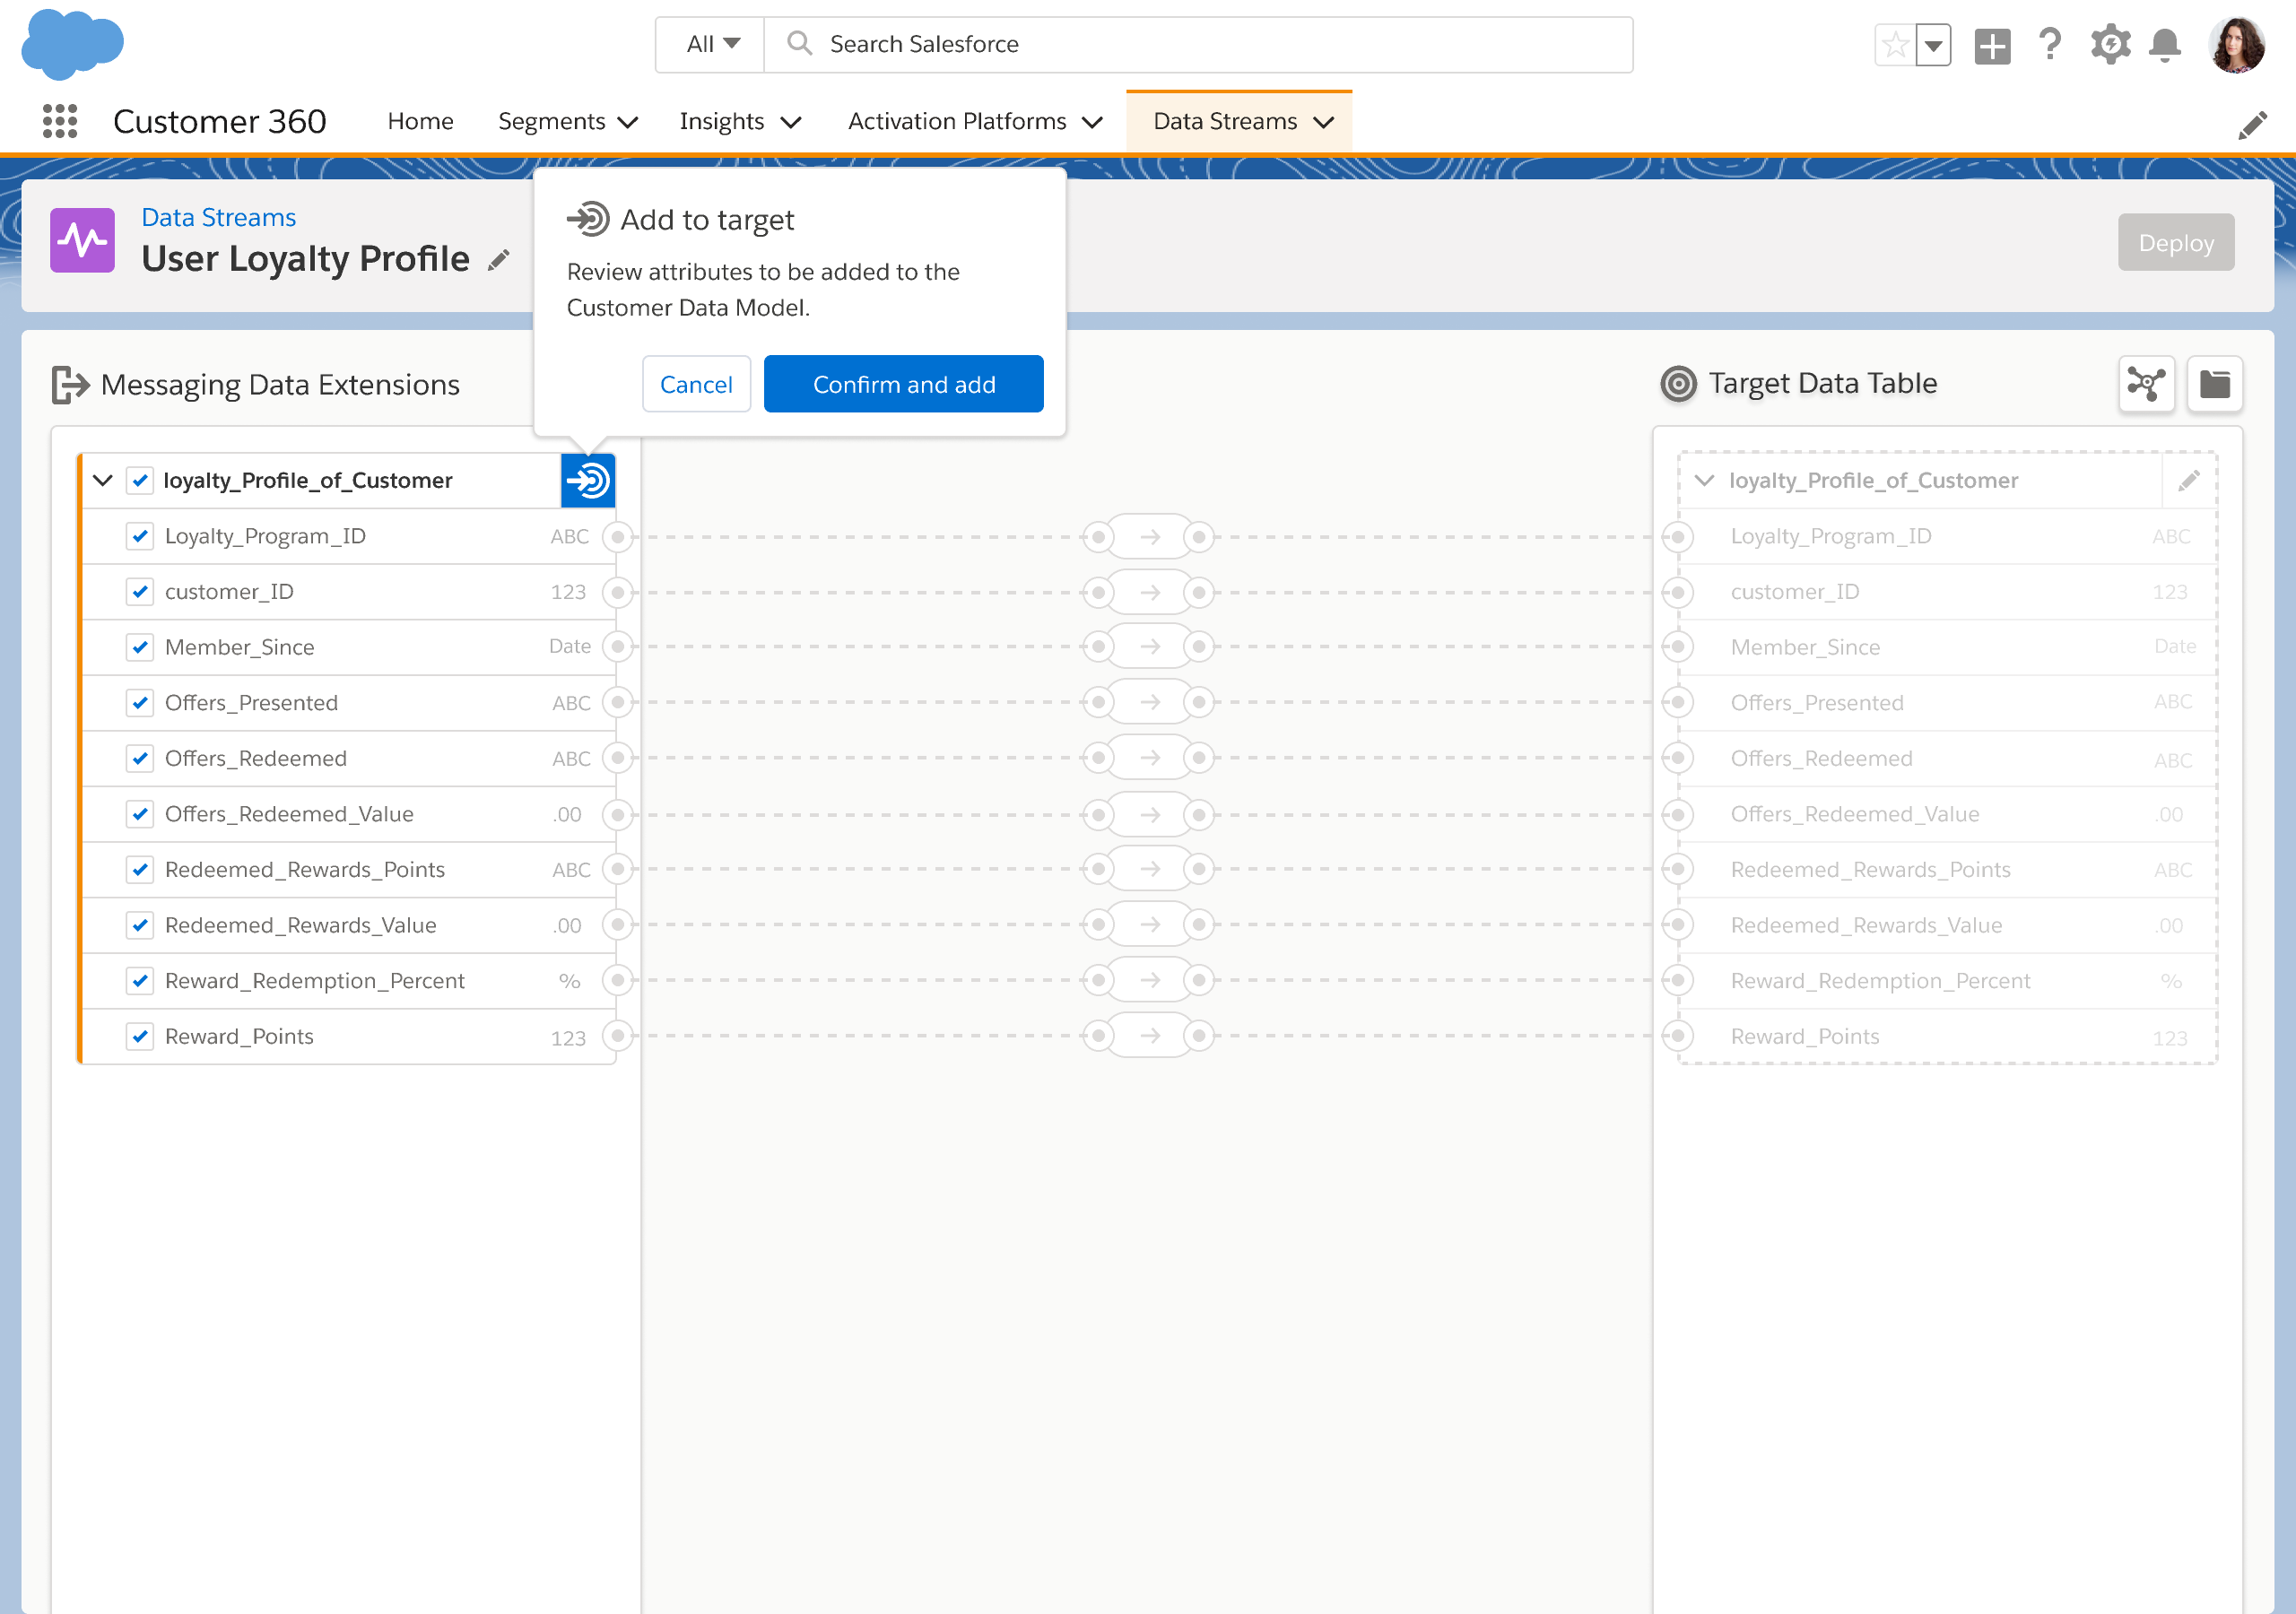 All
Search Salesforce
Customer 360
Home
Segments
Insights
Activation Platforms
Data Streams
Data Streams
User Loyalty Profile
Deploy
Add to target
Review attributes to be added to the
Customer Data Model.
Cancel
Confirm and add
Messaging Data Extensions
loyalty_Profile_of_Customer
Loyalty_Program_ID ABC
customer_ID 123
Member_Since Date
Offers_Presented ABC
Offers_Redeemed ABC
Offers_Redeemed_Value .00
Redeemed_Rewards_Points ABC
Redeemed_Rewards_Value .00
Reward_Redemption_Percent %
Reward_Points 123
Target Data Table
loyalty_Profile_of_Customer
Loyalty_Program_ID ABC
customer_ID 123
Member_Since Date
Offers_Presented ABC
Offers_Redeemed ABC
Offers_Redeemed_Value .00
Redeemed_Rewards_Points ABC
Redeemed_Rewards_Value .00
Reward_Redemption_Percent %
Reward_Points 123